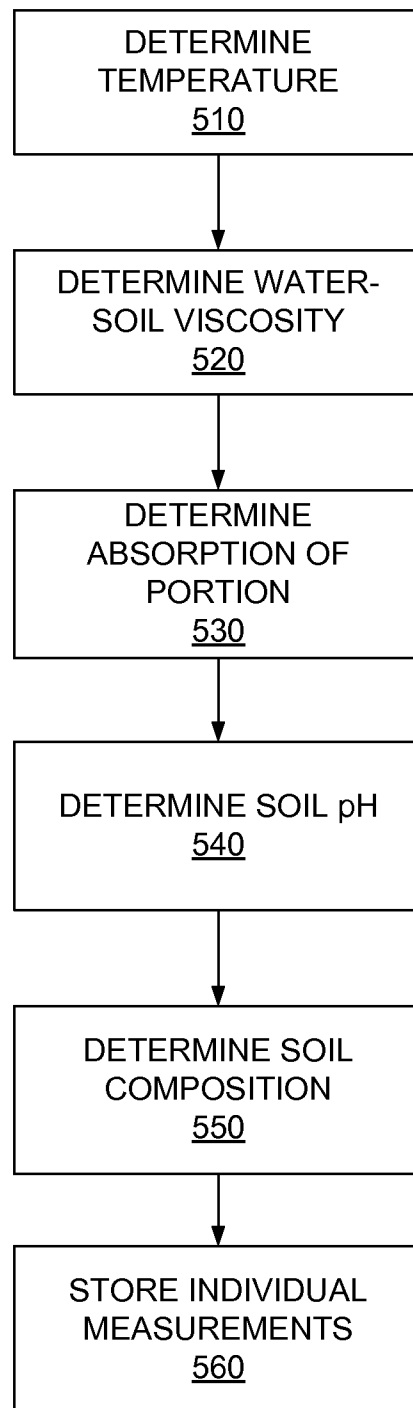 DETERMINE
TEMPERATURE
510
DETERMINE WATER-
SOIL VISCOSITY
520
DETERMINE
ABSORPTION OF
PORTION
530
DETERMINE SOIL pH
540
DETERMINE SOIL
COMPOSITION
550
STORE INDIVIDUAL
MEASUREMENTS
560